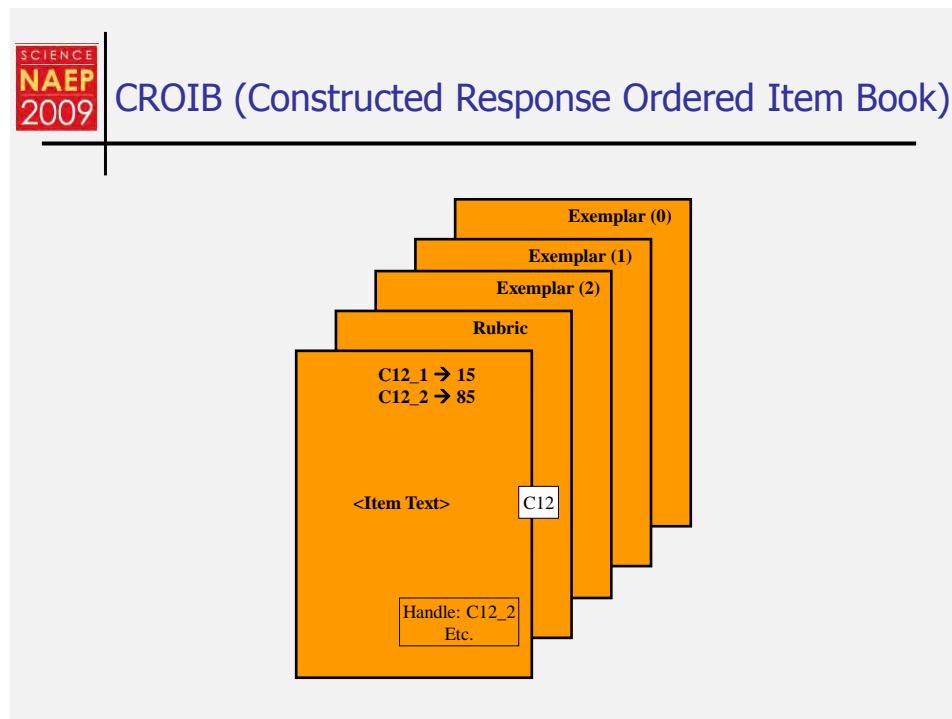 SCIENCE
NAEP
2009
CROIB (Constructed Response Ordered Item Book)
Exemplar (0)
Exemplar (1)
Exemplar (2)
Rubric
C12_1 → 15
C12_2 → 85
<Item Text>
C12
Handle: C12_2
Etc.